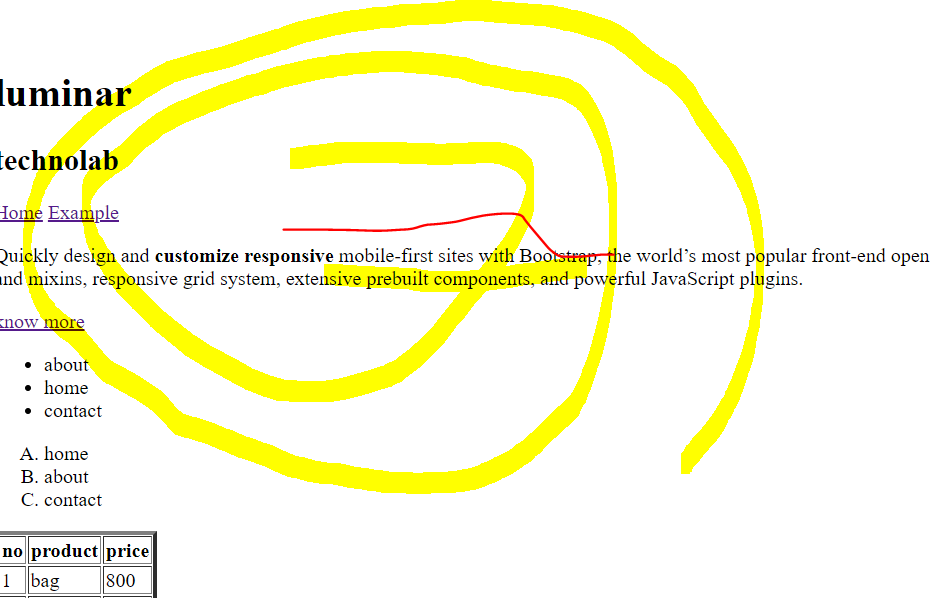 luminar
technolab
Home Example
Quickly design and customize responsive mobile-first sites with Bootstrap, the world’s most popular front-end open
and mixins, responsive grid system, extensive prebuilt components, and powerful JavaScript plugins.
know more
about
home
contact
A. home
B. about
C. contact
no product price
1 bag 800